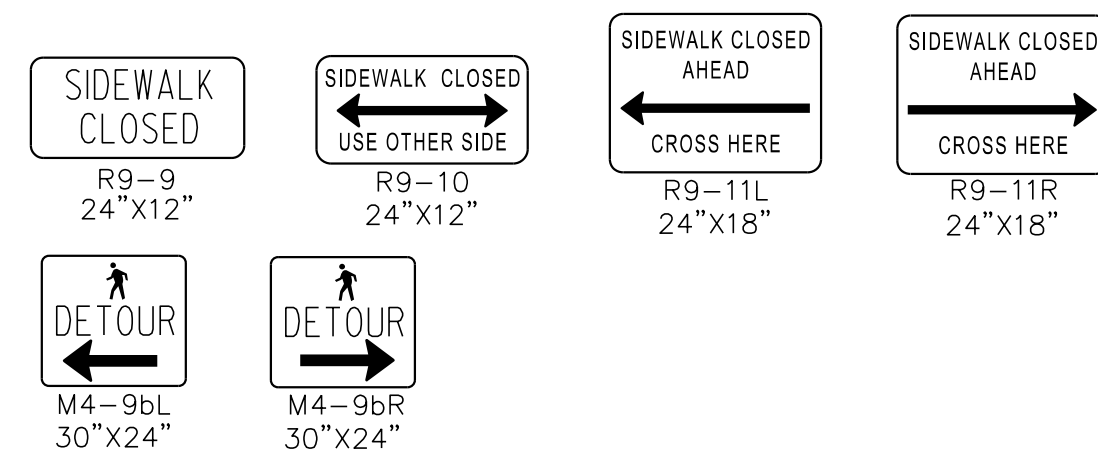 SIDEWALK
CLOSED
R9-9
24"X12"
SIDEWALK CLOSED
USE OTHER SIDE
R9-10
24"X12"
SIDEWALK CLOSED
AHEAD
CROSS HERE
R9-11L
24"X18"
SIDEWALK CLOSED
AHEAD
CROSS HERE
R9-11R
24"X18"
DETOUR
M4-9bL
30"X24"
DETOUR
M4-9bR
30"X24"